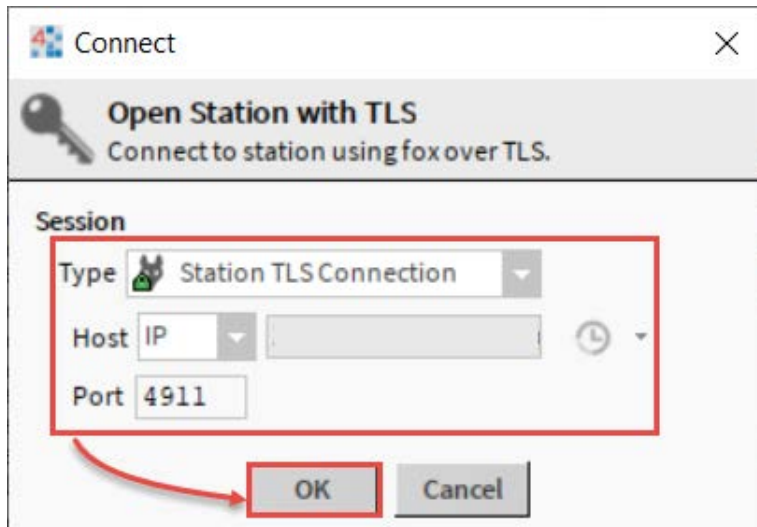 Connect
Open Station with TLS
Connect to station using fox over TLS.
Session
Type Station TLS Connection
Host IP
Port 4911
OK Cancel